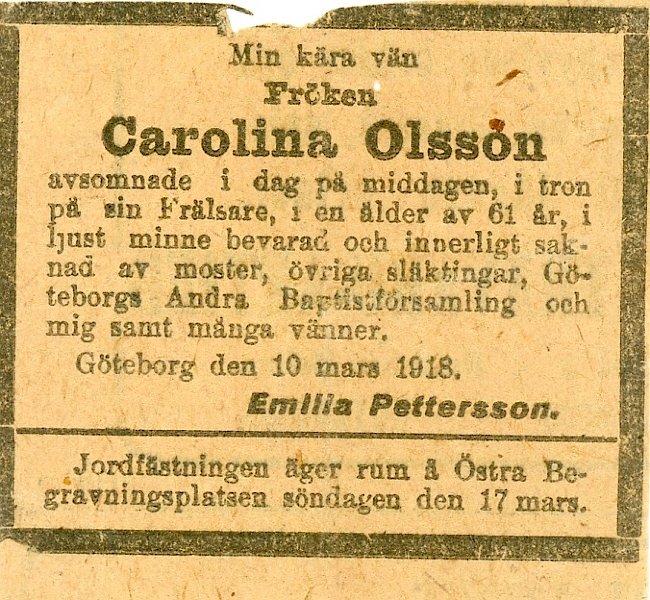 Min kära vän
Fröken
Carolina Olsson
avsomnade i dag på middagen, i tron
på sin Frälsare, i en ålder av 61 år, i
ljust minne bevarad och innerligt sak-
nad av moster, övriga släktingar, Gö-
teborgs Andra Baptistförsamling och
mig samt många vänner.
Göteborg den 10 mars 1918.
Emilia Pettersson.
Jordfästningen äger rum å Östra Be-
gravningsplatsen söndagen den 17 mars.